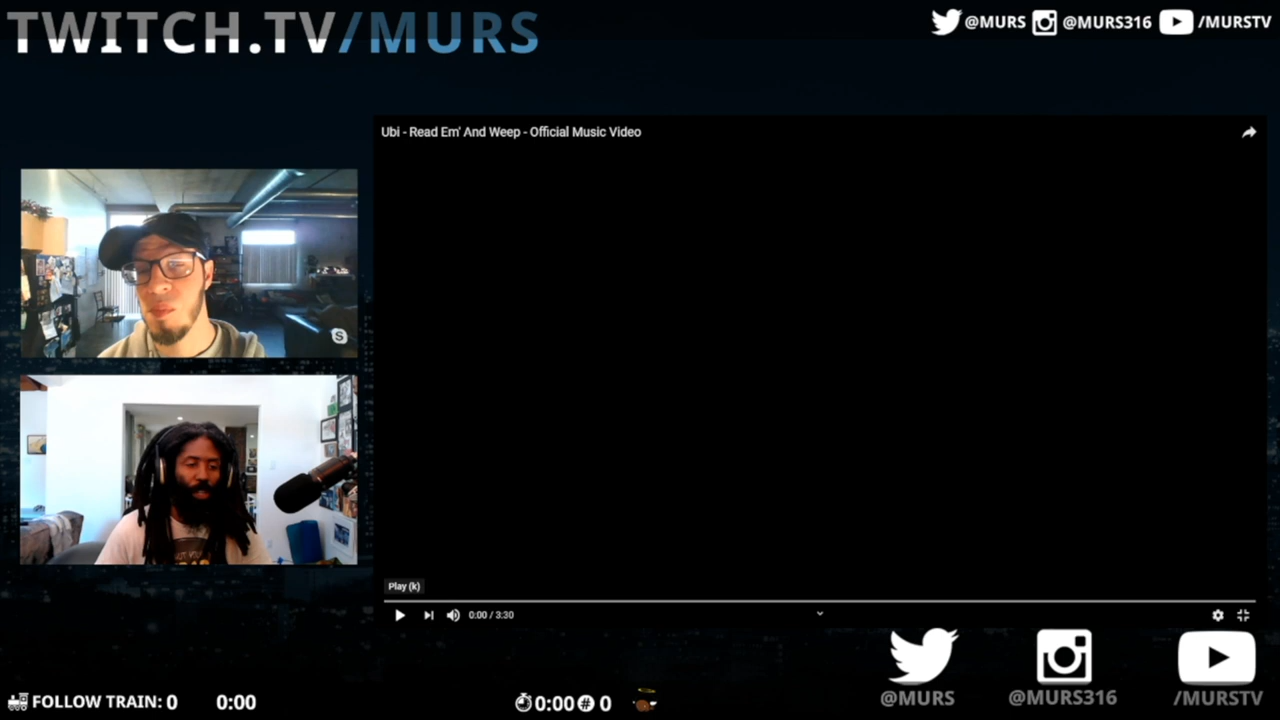 TWITCH.TV/MURS
@MURS @MURS316 /MURSTV
Ubi - Read Em' And Weep - Official Music Video
Play (k)
0:00 / 3:30
@MURS @MURS316 /MURSTV
FOLLOW TRAIN: 0 0:00 0:00 # 0